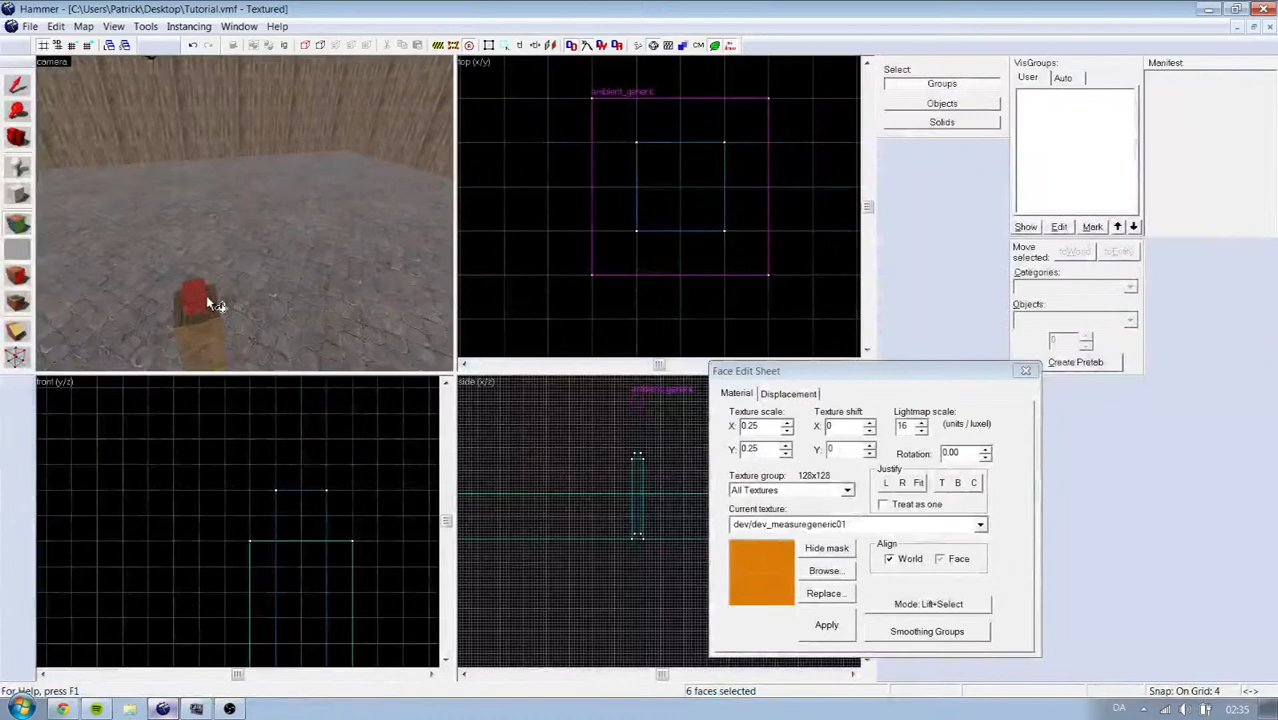 Hammer - [C:\Users\Patrick\Desktop\Tutorial.vmf - Textured]
File Edit Map View Tools Instancing Window Help
camera
top (x/y)
ambient_generic
Select
Groups
Objects
Solids
VisGroups:
User Auto
Show Edit Mark
Move
selected:
toWorld toEntity
Categories:
Objects:
0
Create Prefab
Manifest
front (y/z)
side (x/z)
ambient_generic
Face Edit Sheet
Material Displacement
Texture scale: Texture shift: Lightmap scale:
X: 0.25 X: 0 16 (units / luxel)
Y: 0.25 Y: 0 Rotation: 0.00
Texture group: 128x128 Justify
All Textures L R Fit T B C
Current texture: Treat as one
dev/dev_measuregeneric01
Hide mask Align
Browse... World Face
Replace... Mode: Lift+Select
Apply Smoothing Groups
For Help, press F1
6 faces selected
Snap: On Grid: 4 <->
DA 02:35